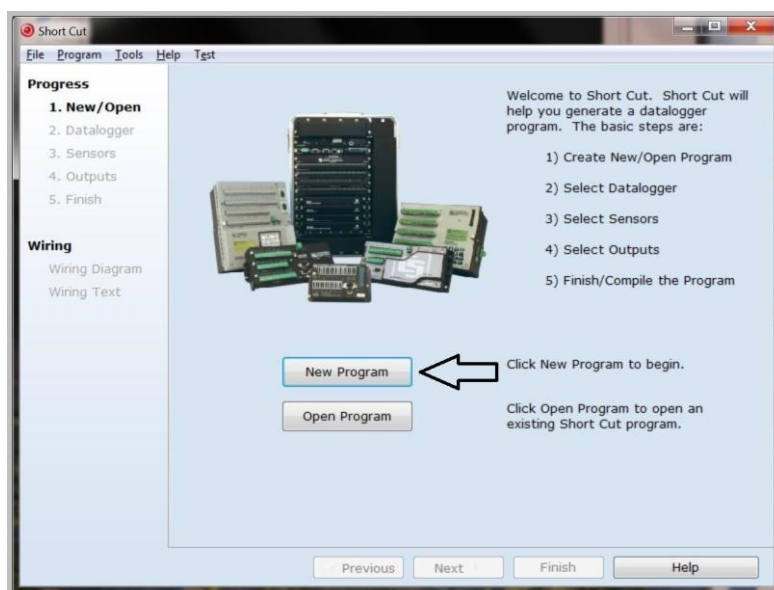 Short Cut
File Program Tools Help Test
Progress
1. New/Open
2. Datalogger
3. Sensors
4. Outputs
5. Finish
Wiring
Wiring Diagram
Wiring Text
Welcome to Short Cut. Short Cut will
help you generate a datalogger
program. The basic steps are:
1) Create New/Open Program
2) Select Datalogger
3) Select Sensors
4) Select Outputs
5) Finish/Compile the Program
New Program
Click New Program to begin.
Open Program
Click Open Program to open an
existing Short Cut program.
Previous Next Finish Help